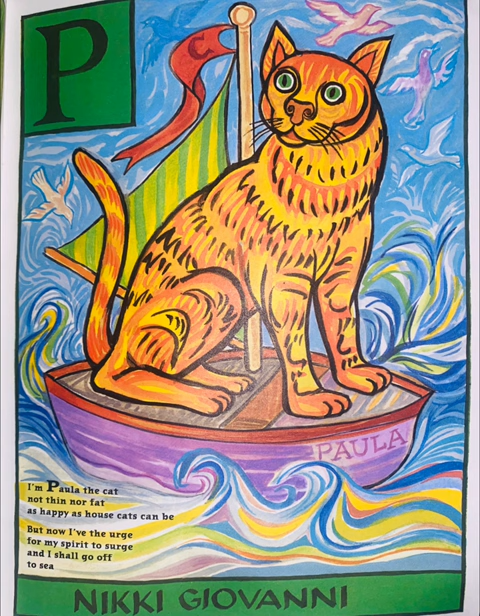 P
C
PAULA
I'm Paula the cat
not thin nor fat
as happy as house cats can be
But now I've the urge
for my spirit to surge
and I shall go off
to sea
NIKKI GIOVANNI